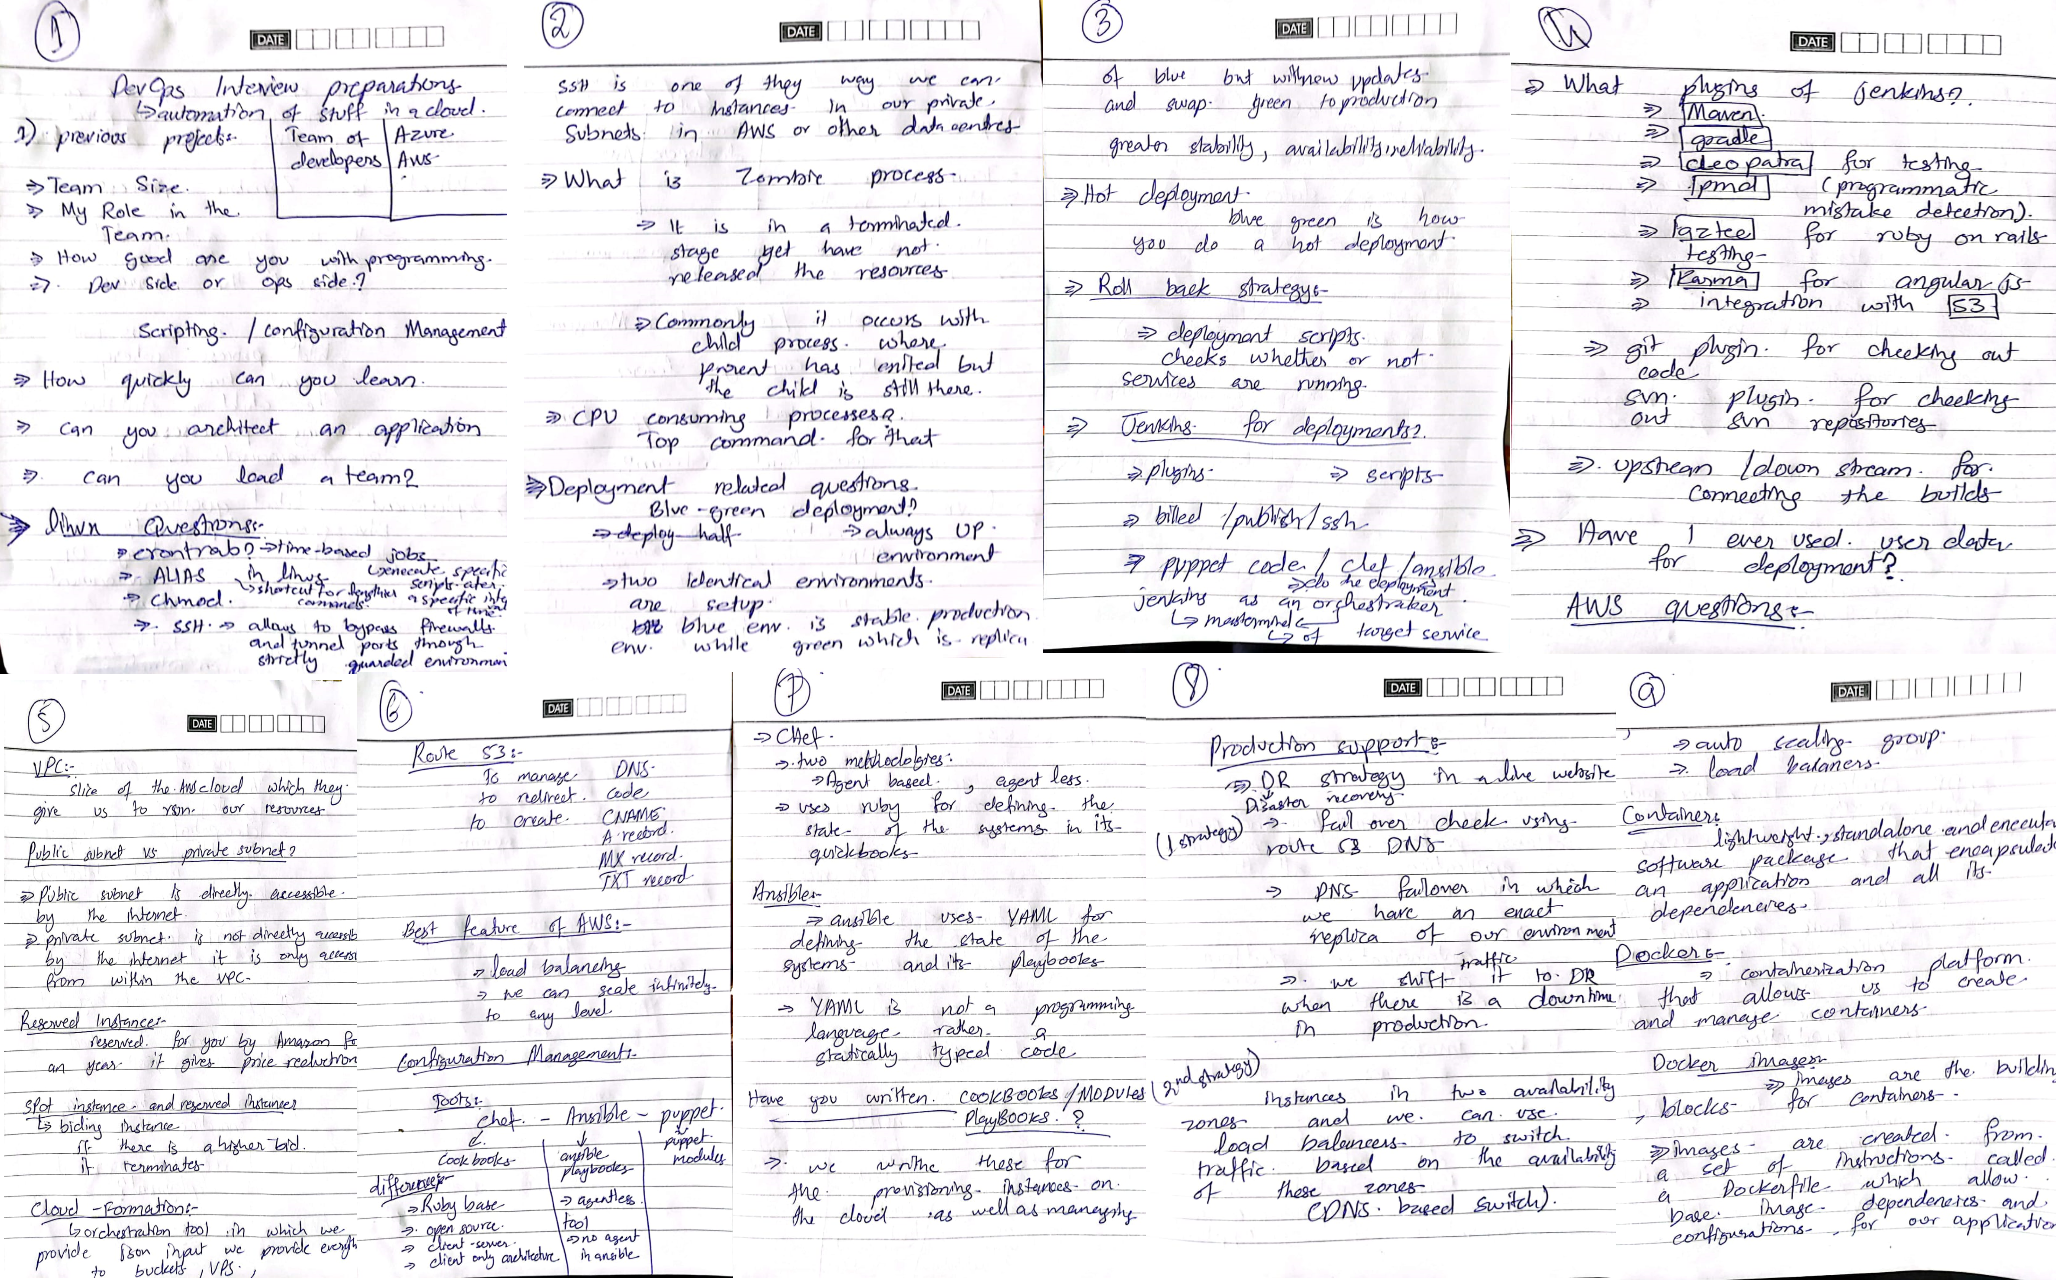 1
DATE
DevOps Interview preparations
↳automation of stuff in a cloud.
1) previous projects-
Team of developers
Azure
Aws-
⇒Team Size.
⇒ My Role in the
Team.
⇒ How good are you with programming.
⇒. Dev side or ops side?
Scripting. / configuration Management
⇒ How quickly can you learn.
⇒ can you architect an application
⇒. can you lead a team?
⇒ linux Questions:-
⇒ crontab? →time-based jobs
↳execute specific
scripts after
a specific
of time
⇒ ALIAS in linux
↳shortcut for lengthier
commands
⇒ chmod.
⇒. SSH. ⇒ allows to bypass firewalls
and tunnel ports through
strictly guarded environmen
2
DATE
SSH is one of they way we can
connect to instances in our private
Subnets in AWS or other data centres
⇒What is Zombie process-
⇒ It is in a terminated.
stage yet have not
released the resources
⇒Commonly it occurs with
child process. where
parent has exited but
the child is still there.
⇒ CPU consuming processes?
Top command. for that
⇒Deployment related questions.
Blue-green deployment?
⇒deploy half
⇒always UP
environment
⇒two identical environments.
are setup.
blue env. is stable production
env. while green which is replica
3
DATE
of blue but with new updates
and swap green to production
greater stability, availability, reliability.
⇒Hot deployment-
blue green is how
you do a hot deployment
⇒ Roll back strategy:-
⇒ deployment scripts.
checks whether or not
services are running.
⇒ Jenkins for deployments?
⇒plugins-
⇒ scripts
⇒ billed /publish/ssh
⇒ puppet code / clef /ansible
⇒do the deployment
jenkins as an orchestraker
↳ mastermind
↳ of target service
4
DATE
⇒ What plugins of jenkins?
⇒ Maven
⇒ gradle
⇒ cleopatra for testing
⇒ pmd (programmatic
mistake detection).
⇒ aztee for ruby on rails
testing-
⇒ Karma for angular-js
⇒ integration with S3
⇒ git plugin. for checking out
code
svn. plugin. for checking
out svn repositories
⇒. upstream /down stream. for.
connecting the builds
⇒ Have I ever used. user data
for deployment?
AWS questions:-
5
DATE
VPC:-
slice of the Aws cloud which they
give us to our resources
Public subnet vs private subnet?
⇒ Public subnet is directly accessible.
by the internet.
⇒ private subnet. is not directly accessib
by the internet it is only access
from within the VPC-
Reserved Instances-
reserved. for you by Amazon fo
an year. it gives price reduction
Spot instance. and reserved instances
↳ biding instance
if there is a higher-bid.
it terminates
Cloud -Formation:-
↳orchestration tool in which we
provide json input we provide everyth
to buckets, VPS,
6
DATE
Route 53:-
To manage DNS.
to redirect. code
to create. CNAME
A record.
MX record.
TXT record
Best feature of AWS:-
⇒ load balancing
⇒ we can scale infinitely-
to any level.
Configuration Management-
Tools:-
chef. - Ansible - puppet.
cookbooks
ansible
playbooks
puppet
modules
differences
⇒Ruby base
⇒. open source.
⇒ client-server.
⇒ client only architecture
⇒ agentless
tool
⇒no agent
in ansible
7
DATE
⇒ Chef.
⇒. two methodologies:
⇒Agent based. , agent less.
⇒ uses ruby for defining the
state of the systems in its
quickbooks
Ansible:-
⇒ ansible uses YAML for
defining the state of the
systems and its playbooks
→ YAML is not a programming
language rather a
statically typed code
Have you written. COOKBOOKS /MODULES
PlayBooks. ?
⇒. we writhe these for
the provisioning instances on
the cloud as well as managing
8
DATE
Production support:-
⇒. DR strategy in a live website
Disaster recovery-
(1 strategy) ⇒. fail over check using
route 53 DNS
⇒ DNS failover in which
we have an exact
replica of our environment
traffic
⇒. we shift it to DR
when there is a downtime
in production
(2nd strategy)
instances in two availability
zones and we can use
load balancers to switch.
traffic. based on the availability
of these zones
(DNS. based switch).
9
DATE
⇒ auto scaling group.
⇒. load balaners-
Container:
lightweight, standalone and executa
software package that encapsulate
an application and all its
dependencies-
Docker:-
⇒ containerization platform.
that allows us to create
and manage containers
Docker images:-
⇒ images are the buildin
blocks for containers-
⇒images- are created. from
a set of instructions called
a Dockerfile which allow
base image dependencies and
configurations- for our application